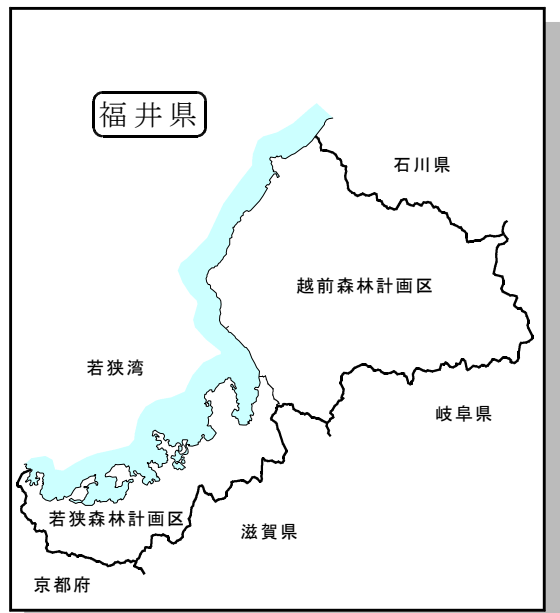 福井県
石川県
越前森林計画区
若狭湾
岐阜県
若狭森林計画区
滋賀県
京都府